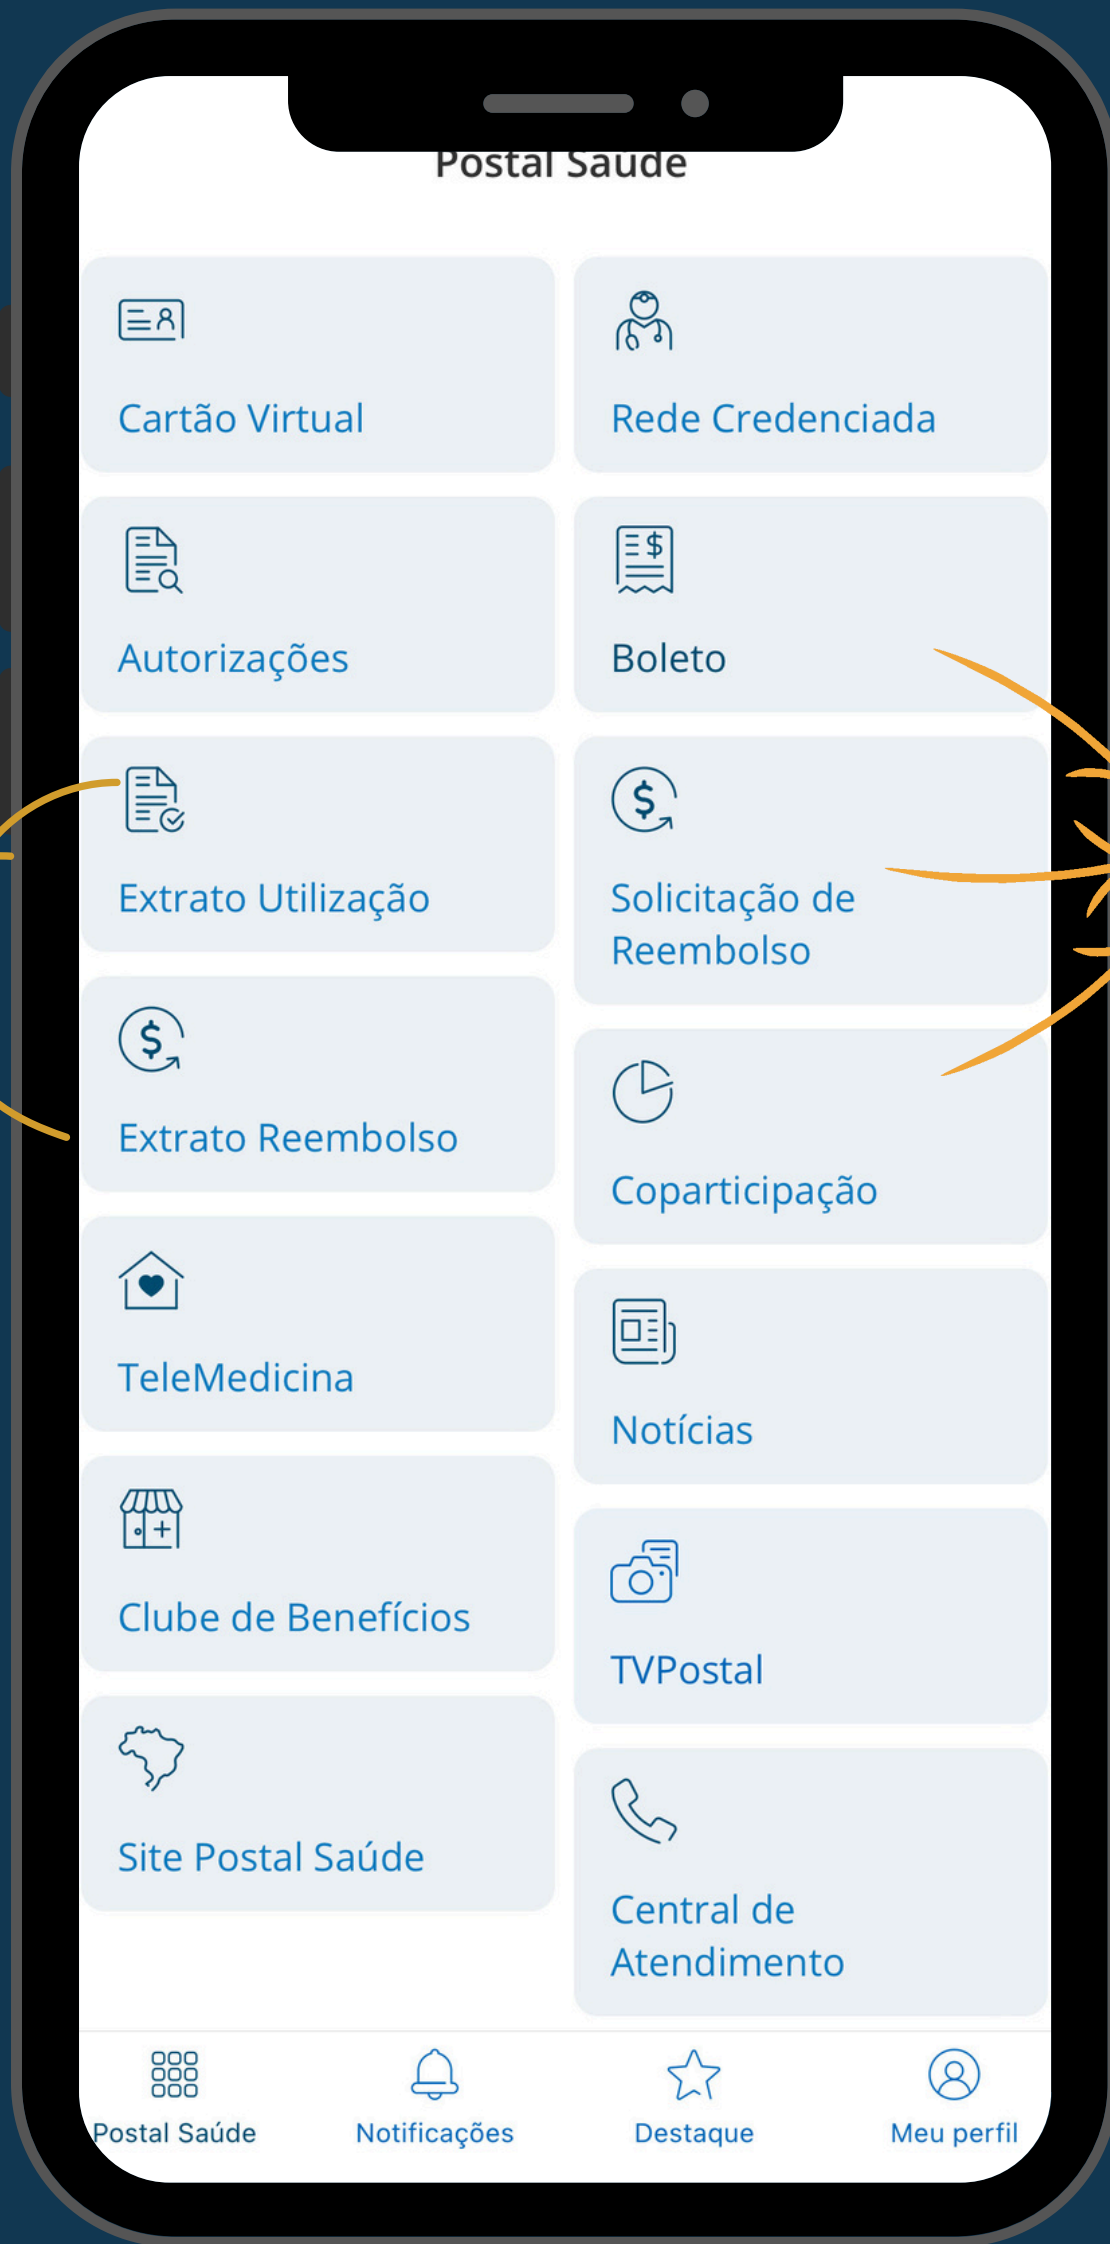 Postal Saúde
Cartão Virtual
Rede Credenciada
Autorizações
Boleto
Extrato Utilização
Solicitação de
Reembolso
Extrato Reembolso
Coparticipação
TeleMedicina
Notícias
Clube de Benefícios
TVPostal
Site Postal Saúde
Central de
Atendimento
Postal Saúde
Notificações
Destaque
Meu perfil